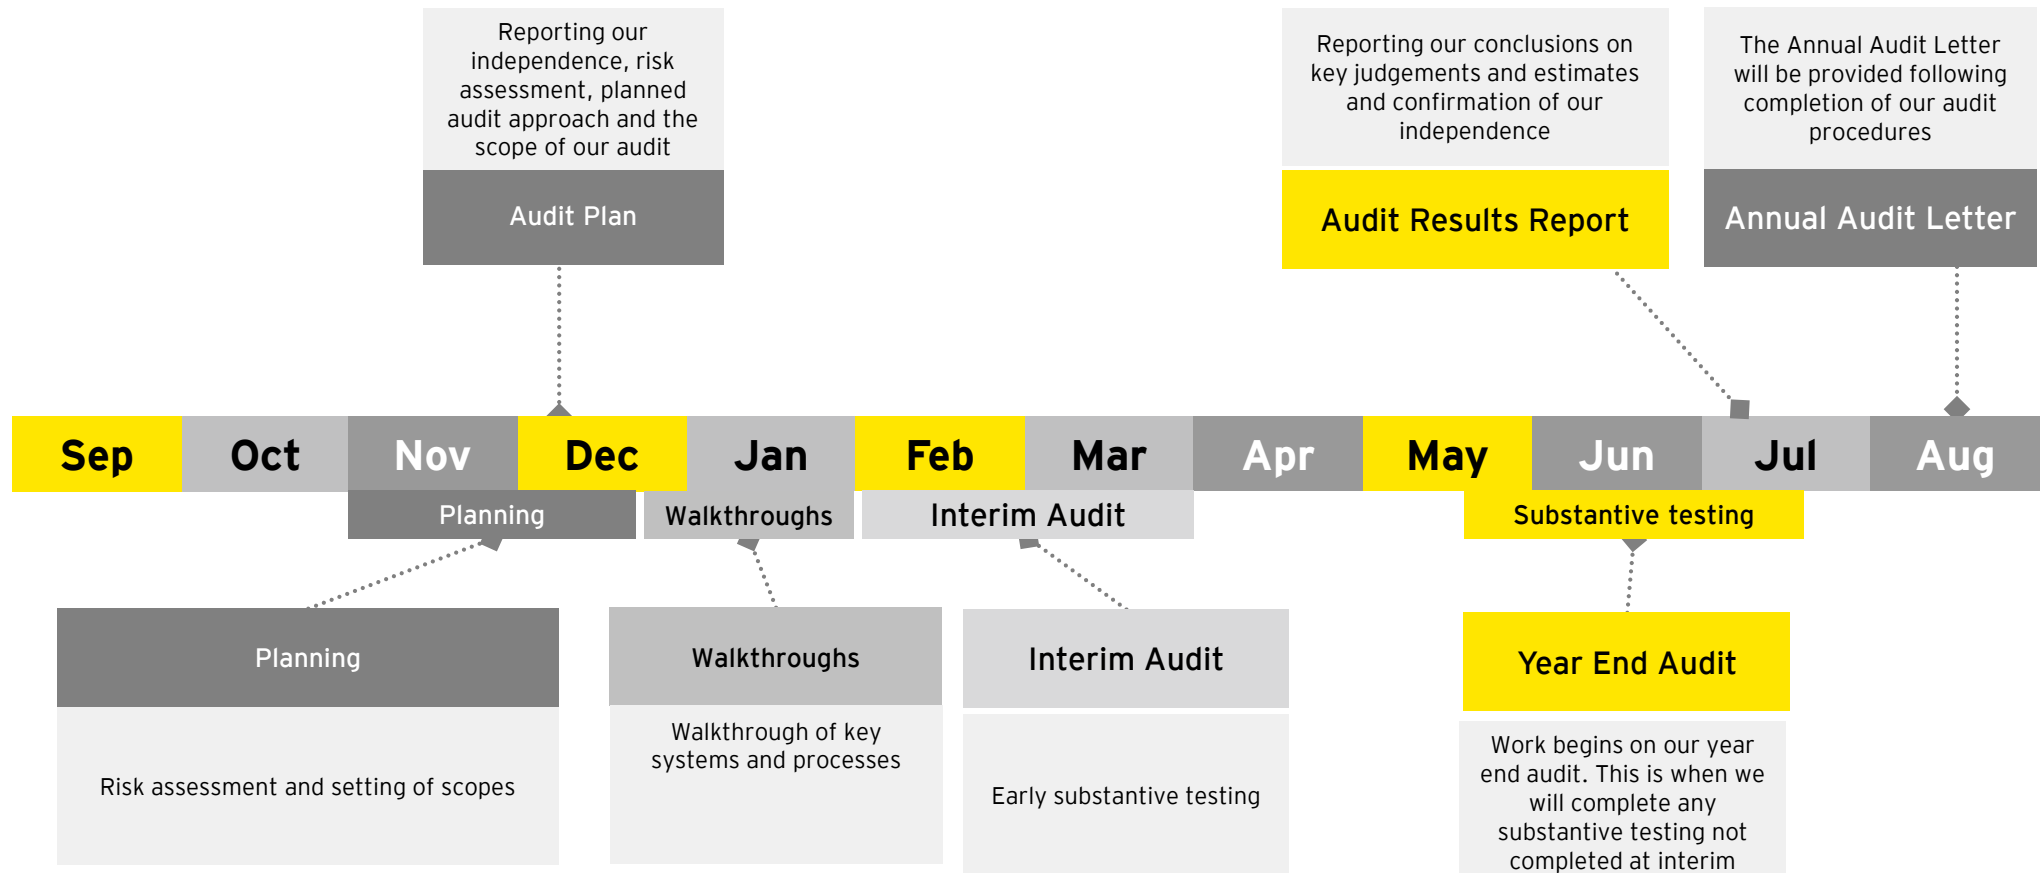 Reporting our
independence, risk
assessment, planned
audit approach and the
scope of our audit
Audit Plan
Reporting our conclusions on
key judgements and estimates
and confirmation of our
independence
Audit Results Report
The Annual Audit Letter
will be provided following
completion of our audit
procedures
Annual Audit Letter
Sep Oct Nov Dec Jan Feb Mar Apr May Jun Jul Aug
Planning Walkthroughs Interim Audit Substantive testing
Planning
Risk assessment and setting of scopes
Walkthroughs
Walkthrough of key
systems and processes
Interim Audit
Early substantive testing
Year End Audit
Work begins on our year
end audit. This is when we
will complete any
substantive testing not
completed at interim